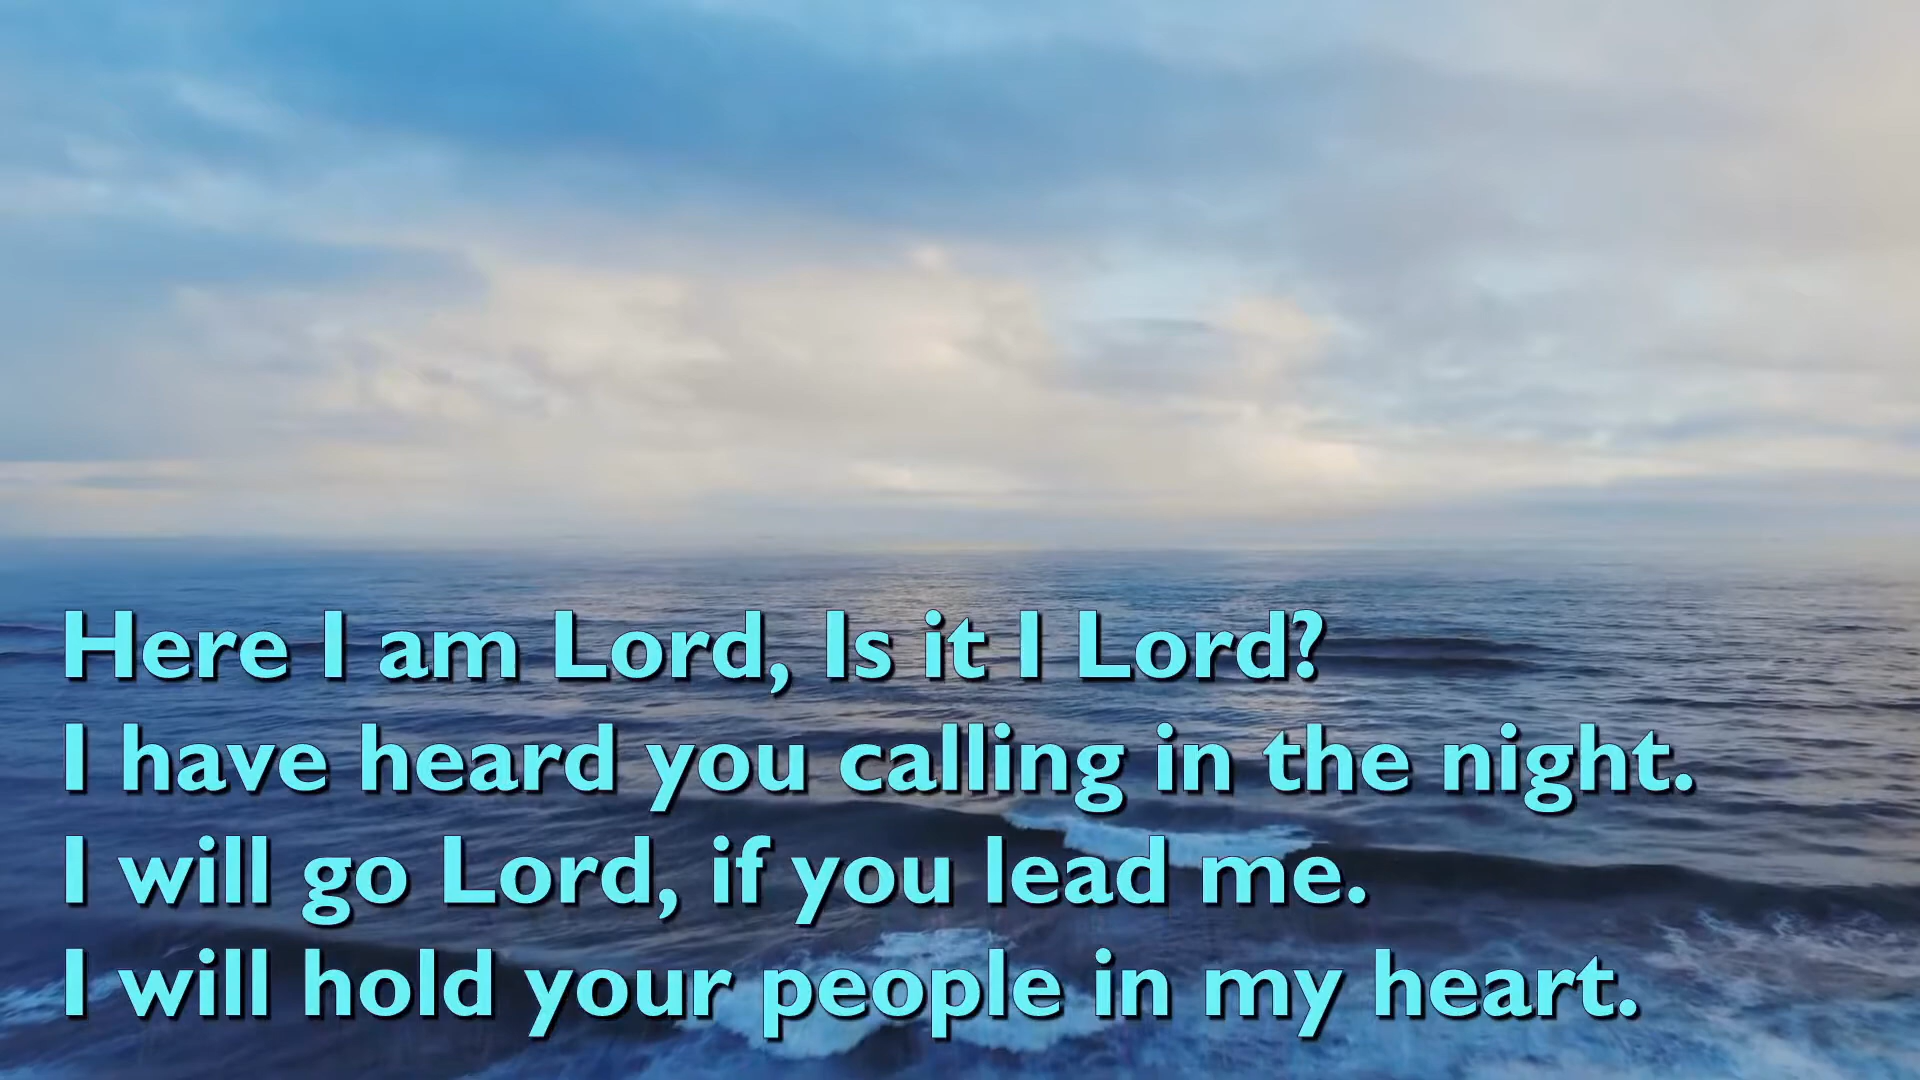 Here I am Lord, Is it I Lord?
I have heard you calling in the night.
I will go Lord, if you lead me.
I will hold your people in my heart.